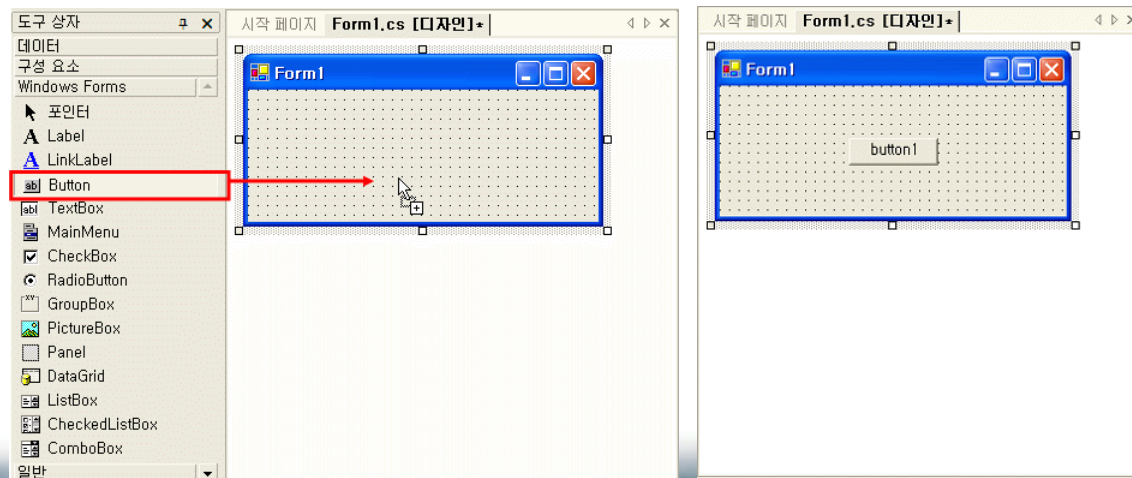 도구 상자
데이터
구성 요소
Windows Forms
포인터
Label
LinkLabel
Button
TextBox
MainMenu
CheckBox
RadioButton
GroupBox
PictureBox
Panel
DataGrid
ListBox
CheckedListBox
ComboBox
일반
시작 페이지 Form1.cs [디자인]*
Form1
시작 페이지 Form1.cs [디자인]*
Form1
button1